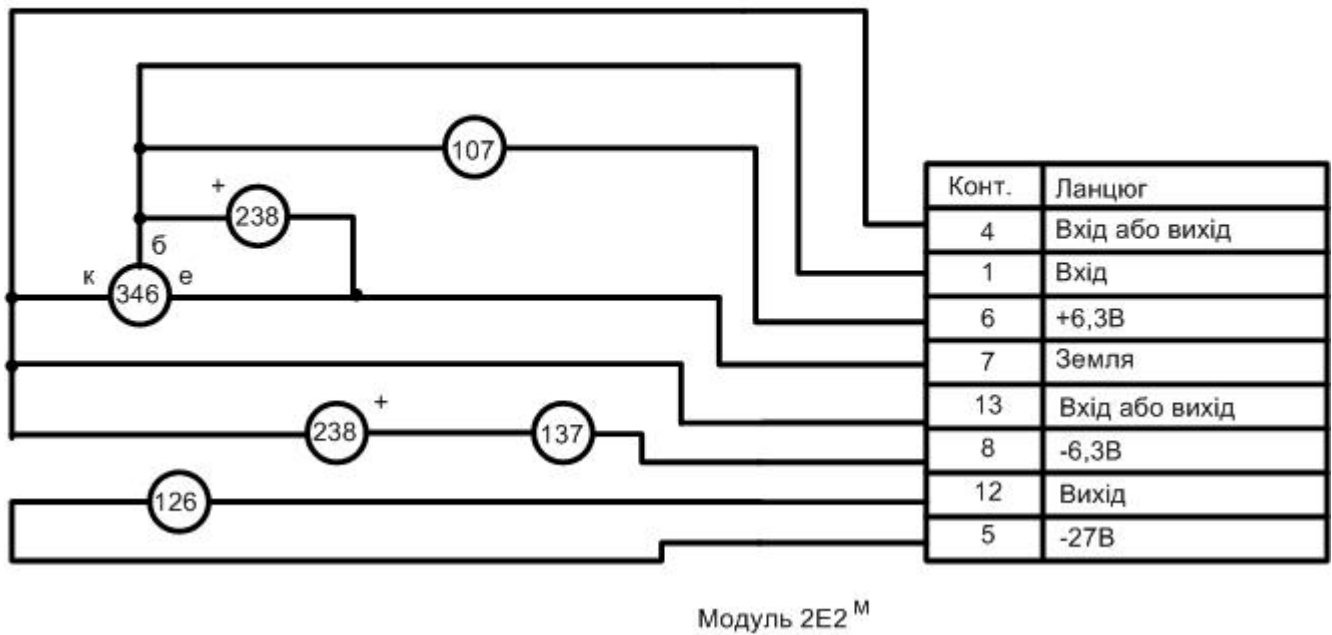 107
Конт. Ланцюг
+
238
4 Вхід або вихід
б
к е
346
1 Вхід
6 +6,3В
7 Земля
+
13 Вхід або вихід
238 137
8 -6,3В
126
12 Вихід
5 -27В
Модуль 2Е2 М